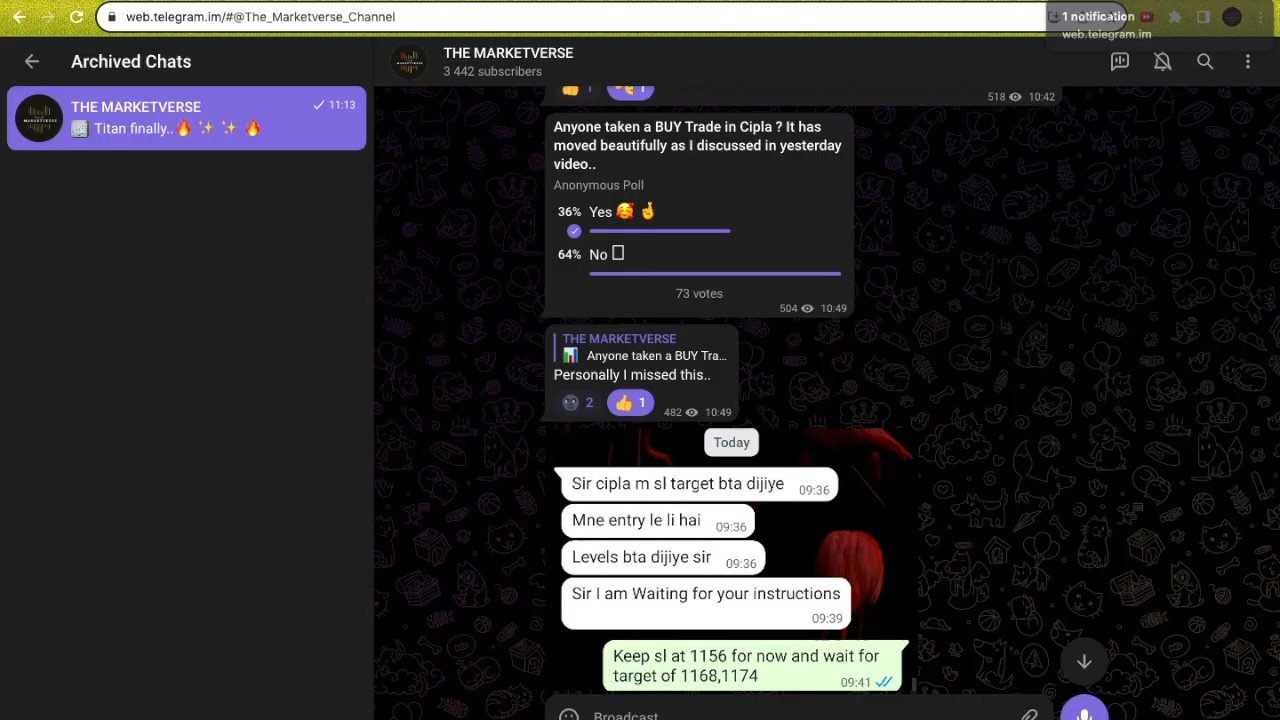 web.telegram.im/#@The_Marketverse_Channel
1 notification
web.telegram.im
Archived Chats
THE MARKETVERSE
11:13
Titan finally..🔥 ✨ ✨ 🔥
THE MARKETVERSE
3 442 subscribers
1
1
518 10:42
Anyone taken a BUY Trade in Cipla ? It has
moved beautifully as I discussed in yesterday
video..
Anonymous Poll
36% Yes 🥰 🤞
64% No
73 votes
504 10:49
THE MARKETVERSE
📊 Anyone taken a BUY Tra...
Personally I missed this..
2 👍 1
482 10:49
Today
Sir cipla m sl target bta dijiye 09:36
Mne entry le li hai 09:36
Levels bta dijiye sir 09:36
Sir I am Waiting for your instructions
09:39
Keep sl at 1156 for now and wait for
target of 1168,1174
09:41
Broadcast